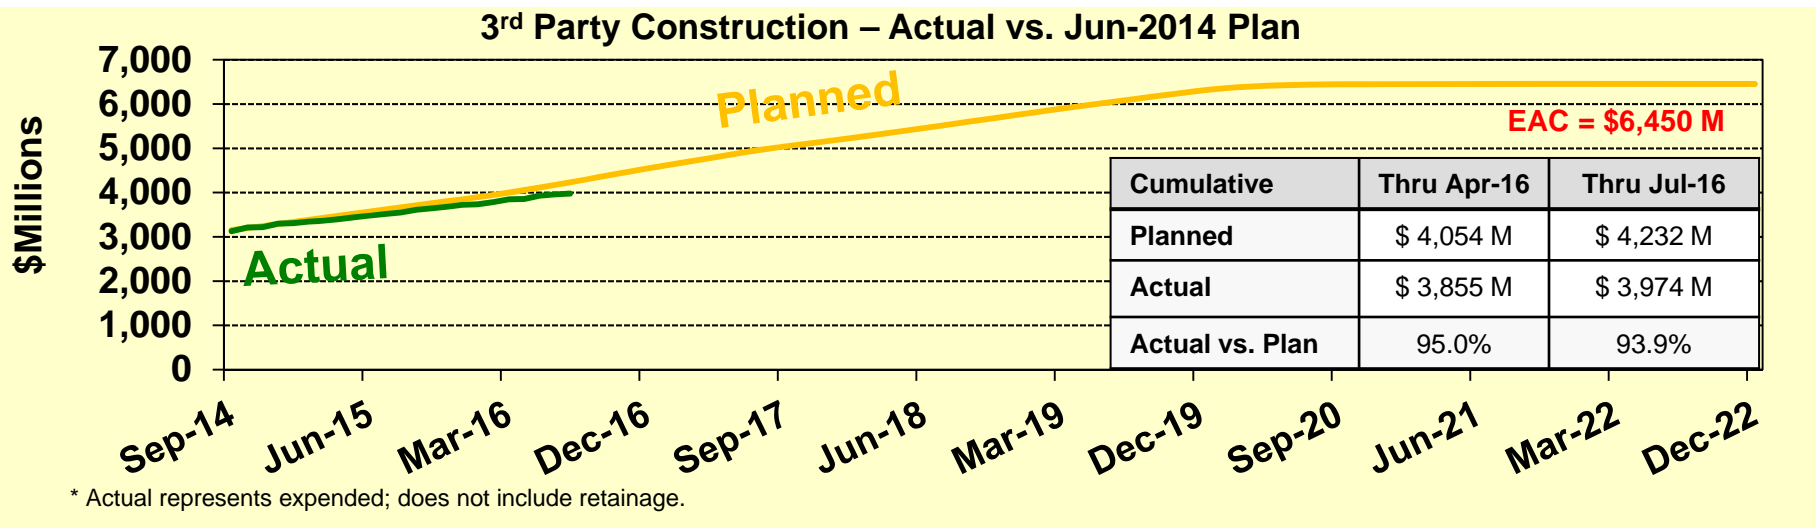 3rd Party Construction – Actual vs. Jun-2014 Plan
$Millions
7,000
6,000
5,000
4,000
3,000
2,000
1,000
0
Planned
Actual
EAC = $6,450 M
Cumulative Thru Apr-16 Thru Jul-16
Planned $ 4,054 M $ 4,232 M
Actual $ 3,855 M $ 3,974 M
Actual vs. Plan 95.0% 93.9%
Sep-14 Jun-15 Mar-16 Dec-16 Sep-17 Jun-18 Mar-19 Dec-19 Sep-20 Jun-21 Mar-22 Dec-22
* Actual represents expended; does not include retainage.